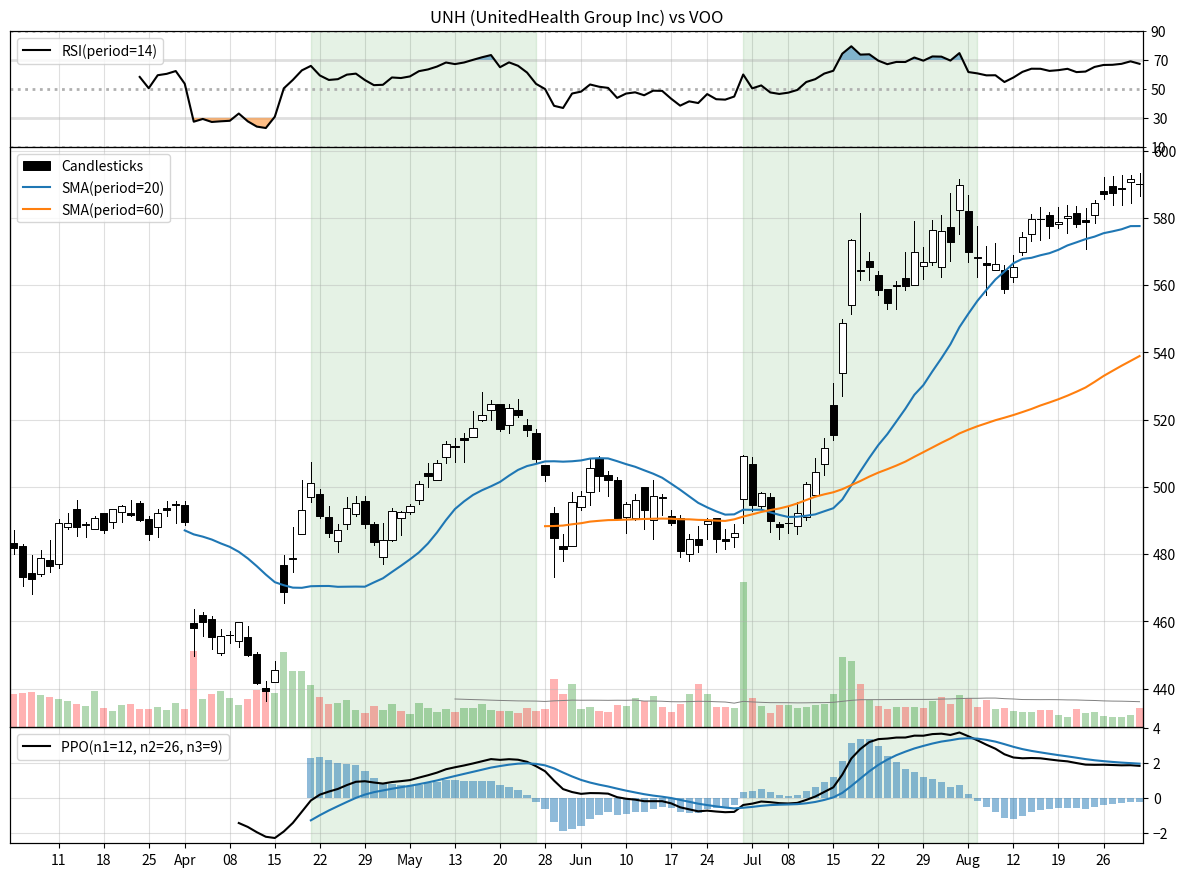 UNH (UnitedHealth Group Inc) vs VOO
RSI(period=14)
90
70
50
30
10
Candlesticks
SMA(period=20)
SMA(period=60)
600
580
560
540
520
500
480
460
440
PPO(n1=12, n2=26, n3=9)
4
2
0
−2
11 18 25 Apr 08 15 22 29 May 13 20 28 Jun 10 17 24 Jul 08 15 22 29 Aug 12 19 26